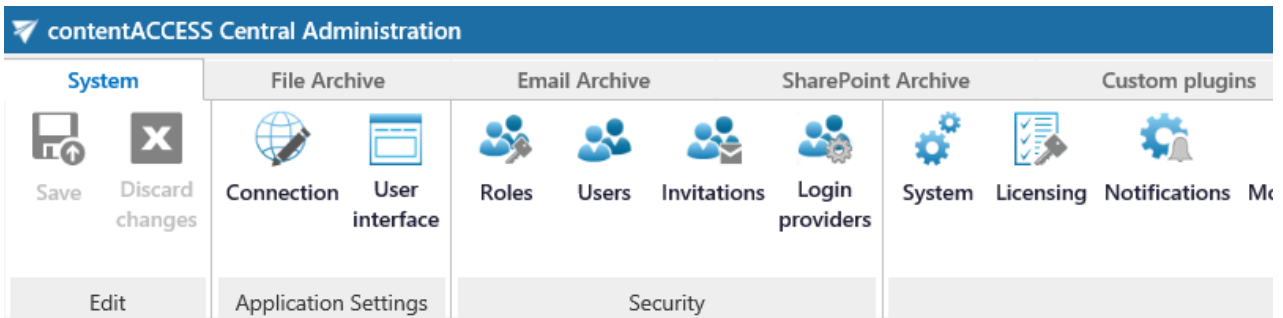 contentACCESS Central Administration
System File Archive Email Archive SharePoint Archive Custom plugins
Save Discard changes Connection User interface Roles Users Invitations Login providers System Licensing Notifications
Edit Application Settings Security